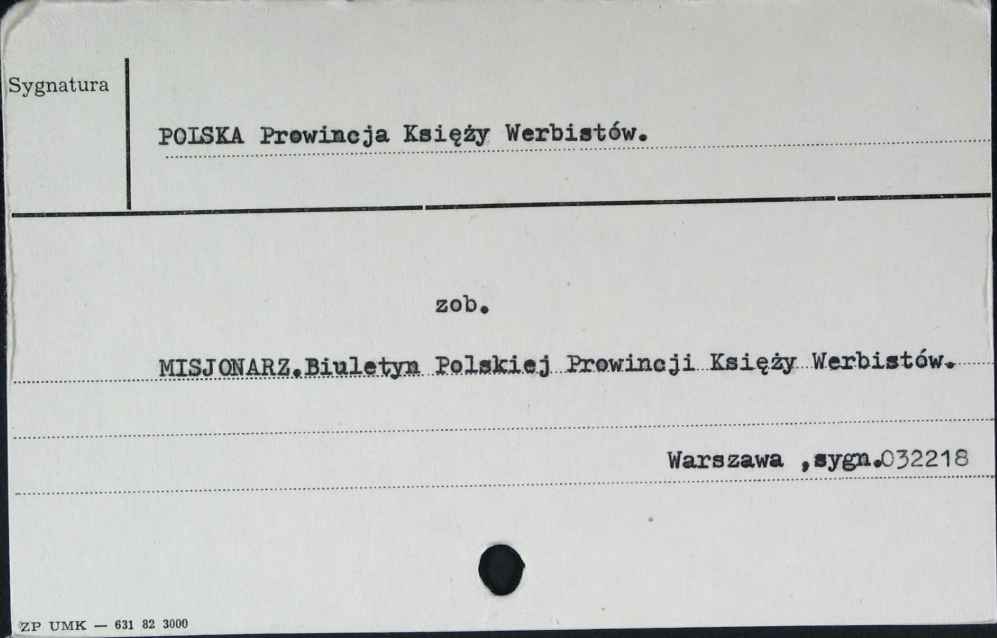 Sygnatura
POLSKA Prowincja Księży Werbistów.
zob.
MISJONARZ.Biuletyn Polskiej Prowincji Księży Werbistów.
Warszawa ,sygn.032218
ZP UMK — 631 82 3000